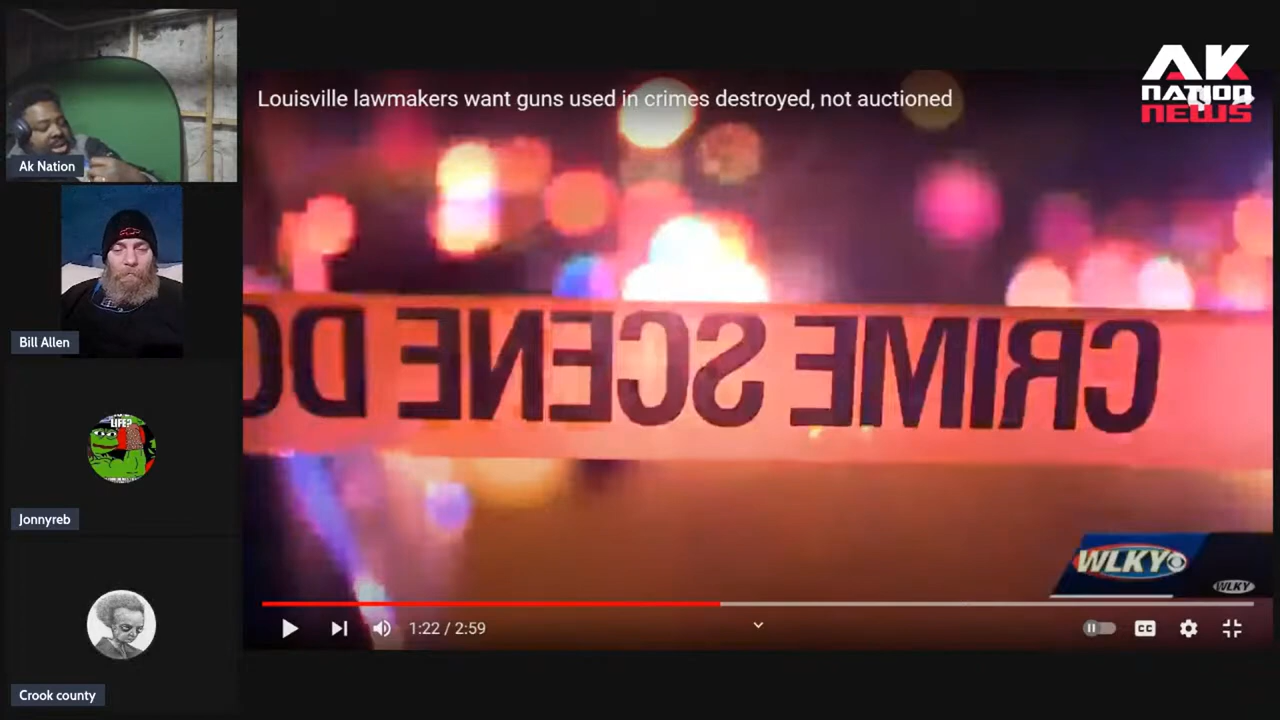 Louisville lawmakers want guns used in crimes destroyed, not auctioned
AK
NATION
NEWS
Ak Nation
CRIME SCENE DO
Bill Allen
LIFE?
Jonnyreb
WLKY
WLKY
1:22 / 2:59
CC
Crook county